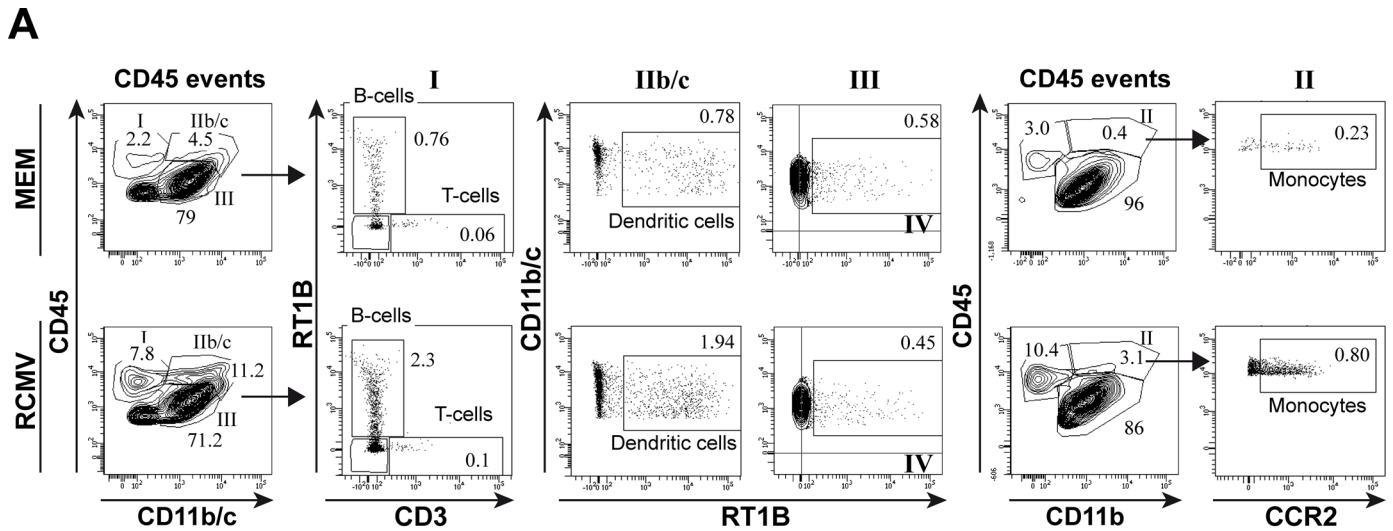 A
CD45 events I IIb/c III CD45 events II
MEM
CD45
I
2.2
IIb/c
4.5
III
79
B-cells
0.76
T-cells
0.06
RT1B
CD11b/c
0.78
Dendritic cells
0.58
IV
CD45
3.0
II
0.4
96
0.23
Monocytes
RCMV
I
7.8
IIb/c
11.2
III
71.2
B-cells
2.3
T-cells
0.1
1.94
Dendritic cells
0.45
IV
10.4
II
3.1
86
0.80
Monocytes
CD11b/c CD3 RT1B CD11b CCR2